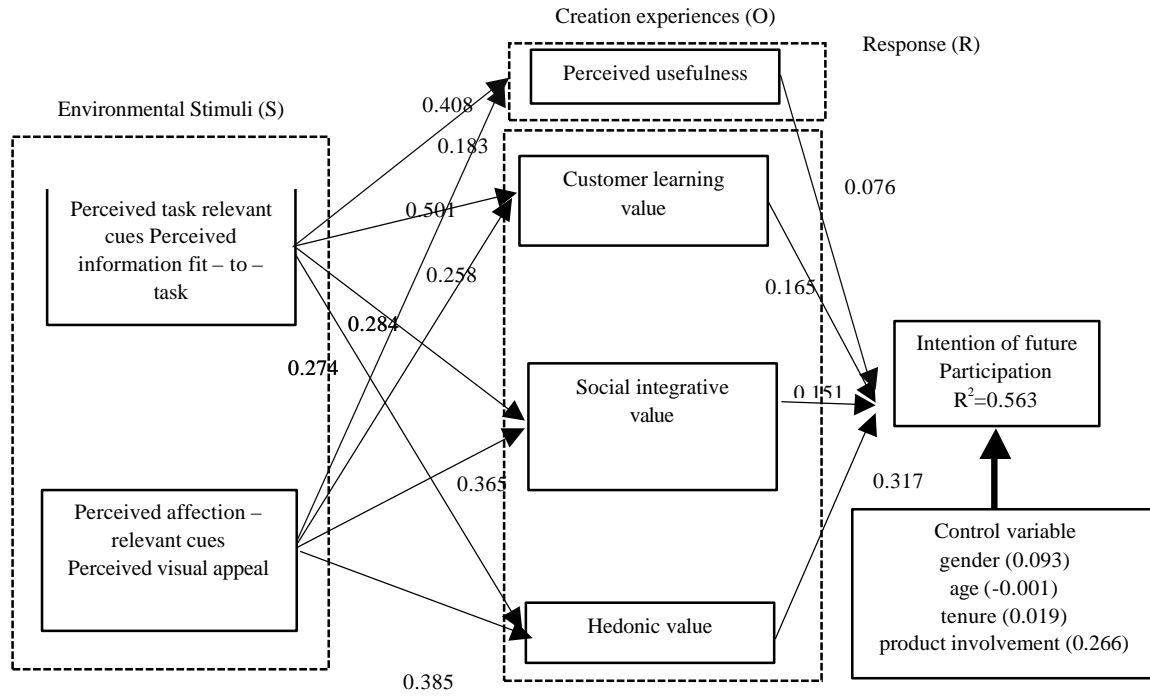 Creation experiences (O)
Response (R)
Perceived usefulness
Environmental Stimuli (S)
0.408
0.183
Customer learning
value
Perceived task relevant
cues Perceived
information fit – to –
task
0.501
0.076
0.258
0.165
0.284
0.274
Social integrative
value
0.151
Intention of future
Participation
R²=0.563
0.365
0.317
Perceived affection –
relevant cues
Perceived visual appeal
Control variable
gender (0.093)
age (-0.001)
tenure (0.019)
product involvement (0.266)
Hedonic value
0.385